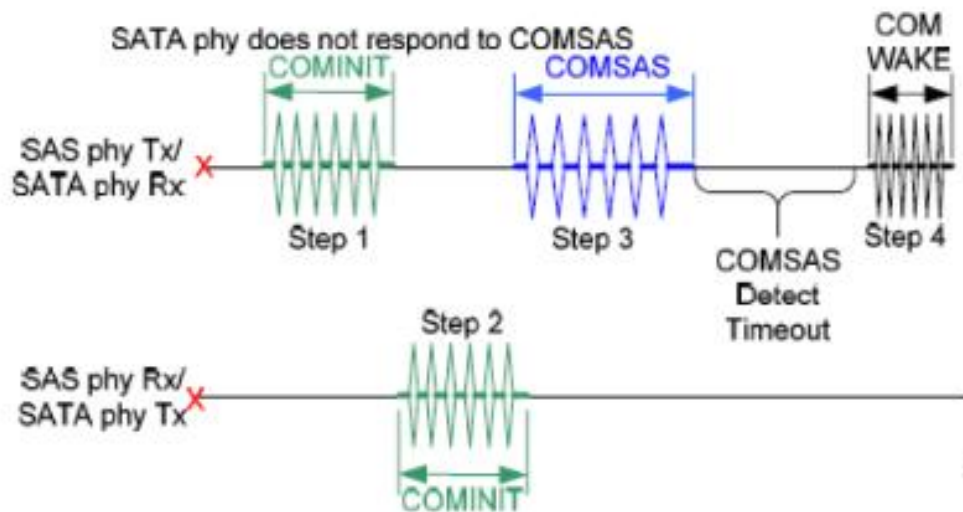 SATA phy does not respond to COMSAS
COM
WAKE
COMINIT
COMSAS
SAS phy Tx/
SATA phy Rx
Step 1
Step 3
Step 4
COMSAS
Detect
Timeout
Step 2
SAS phy Rx/
SATA phy Tx
COMINIT